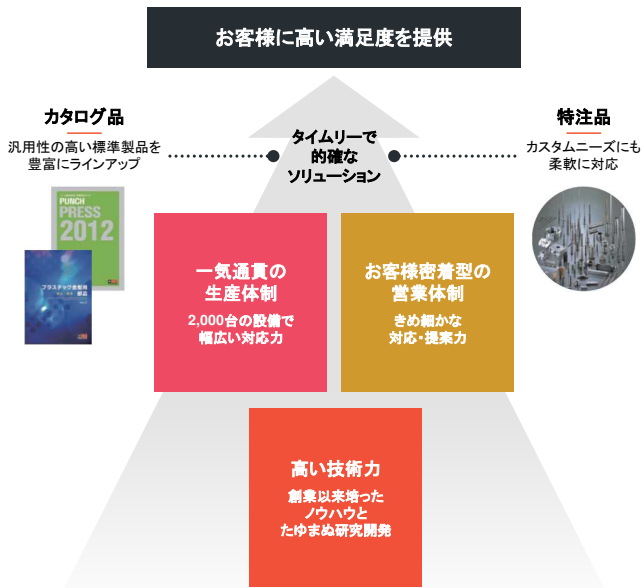 お客様に高い満足度を提供
カタログ品
汎用性の高い標準製品を
豊富にラインアップ
タイムリーで
的確な
ソリューション
特注品
カスタムニーズにも
柔軟に対応
PUNCH
PRESS
2012
プラスチック金型用
部品
一気通貫の
生産体制
2,000台の設備で
幅広い対応力
お客様密着型の
営業体制
きめ細かな
対応・提案力
高い技術力
創業以来培った
ノウハウと
たゆまぬ研究開発